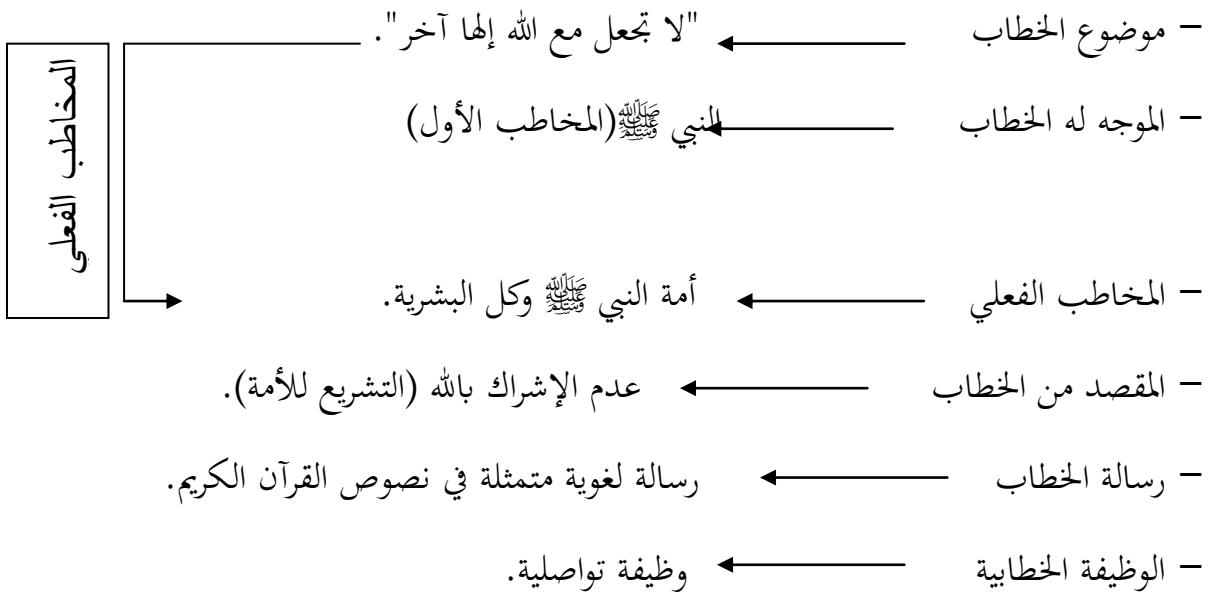 – موضوع الخطاب "لا تجعل مع الله إلها آخر".
– الموجه له الخطاب النبي ﷺ(المخاطب الأول)
– المخاطب الفعلي أمة النبي ﷺ وكل البشرية.
– المقصد من الخطاب عدم الإشراك بالله (التشريع للأمة).
– رسالة الخطاب رسالة لغوية متمثلة في نصوص القرآن الكريم.
– الوظيفة الخطابية وظيفة تواصلية.
المخاطب الفعلي